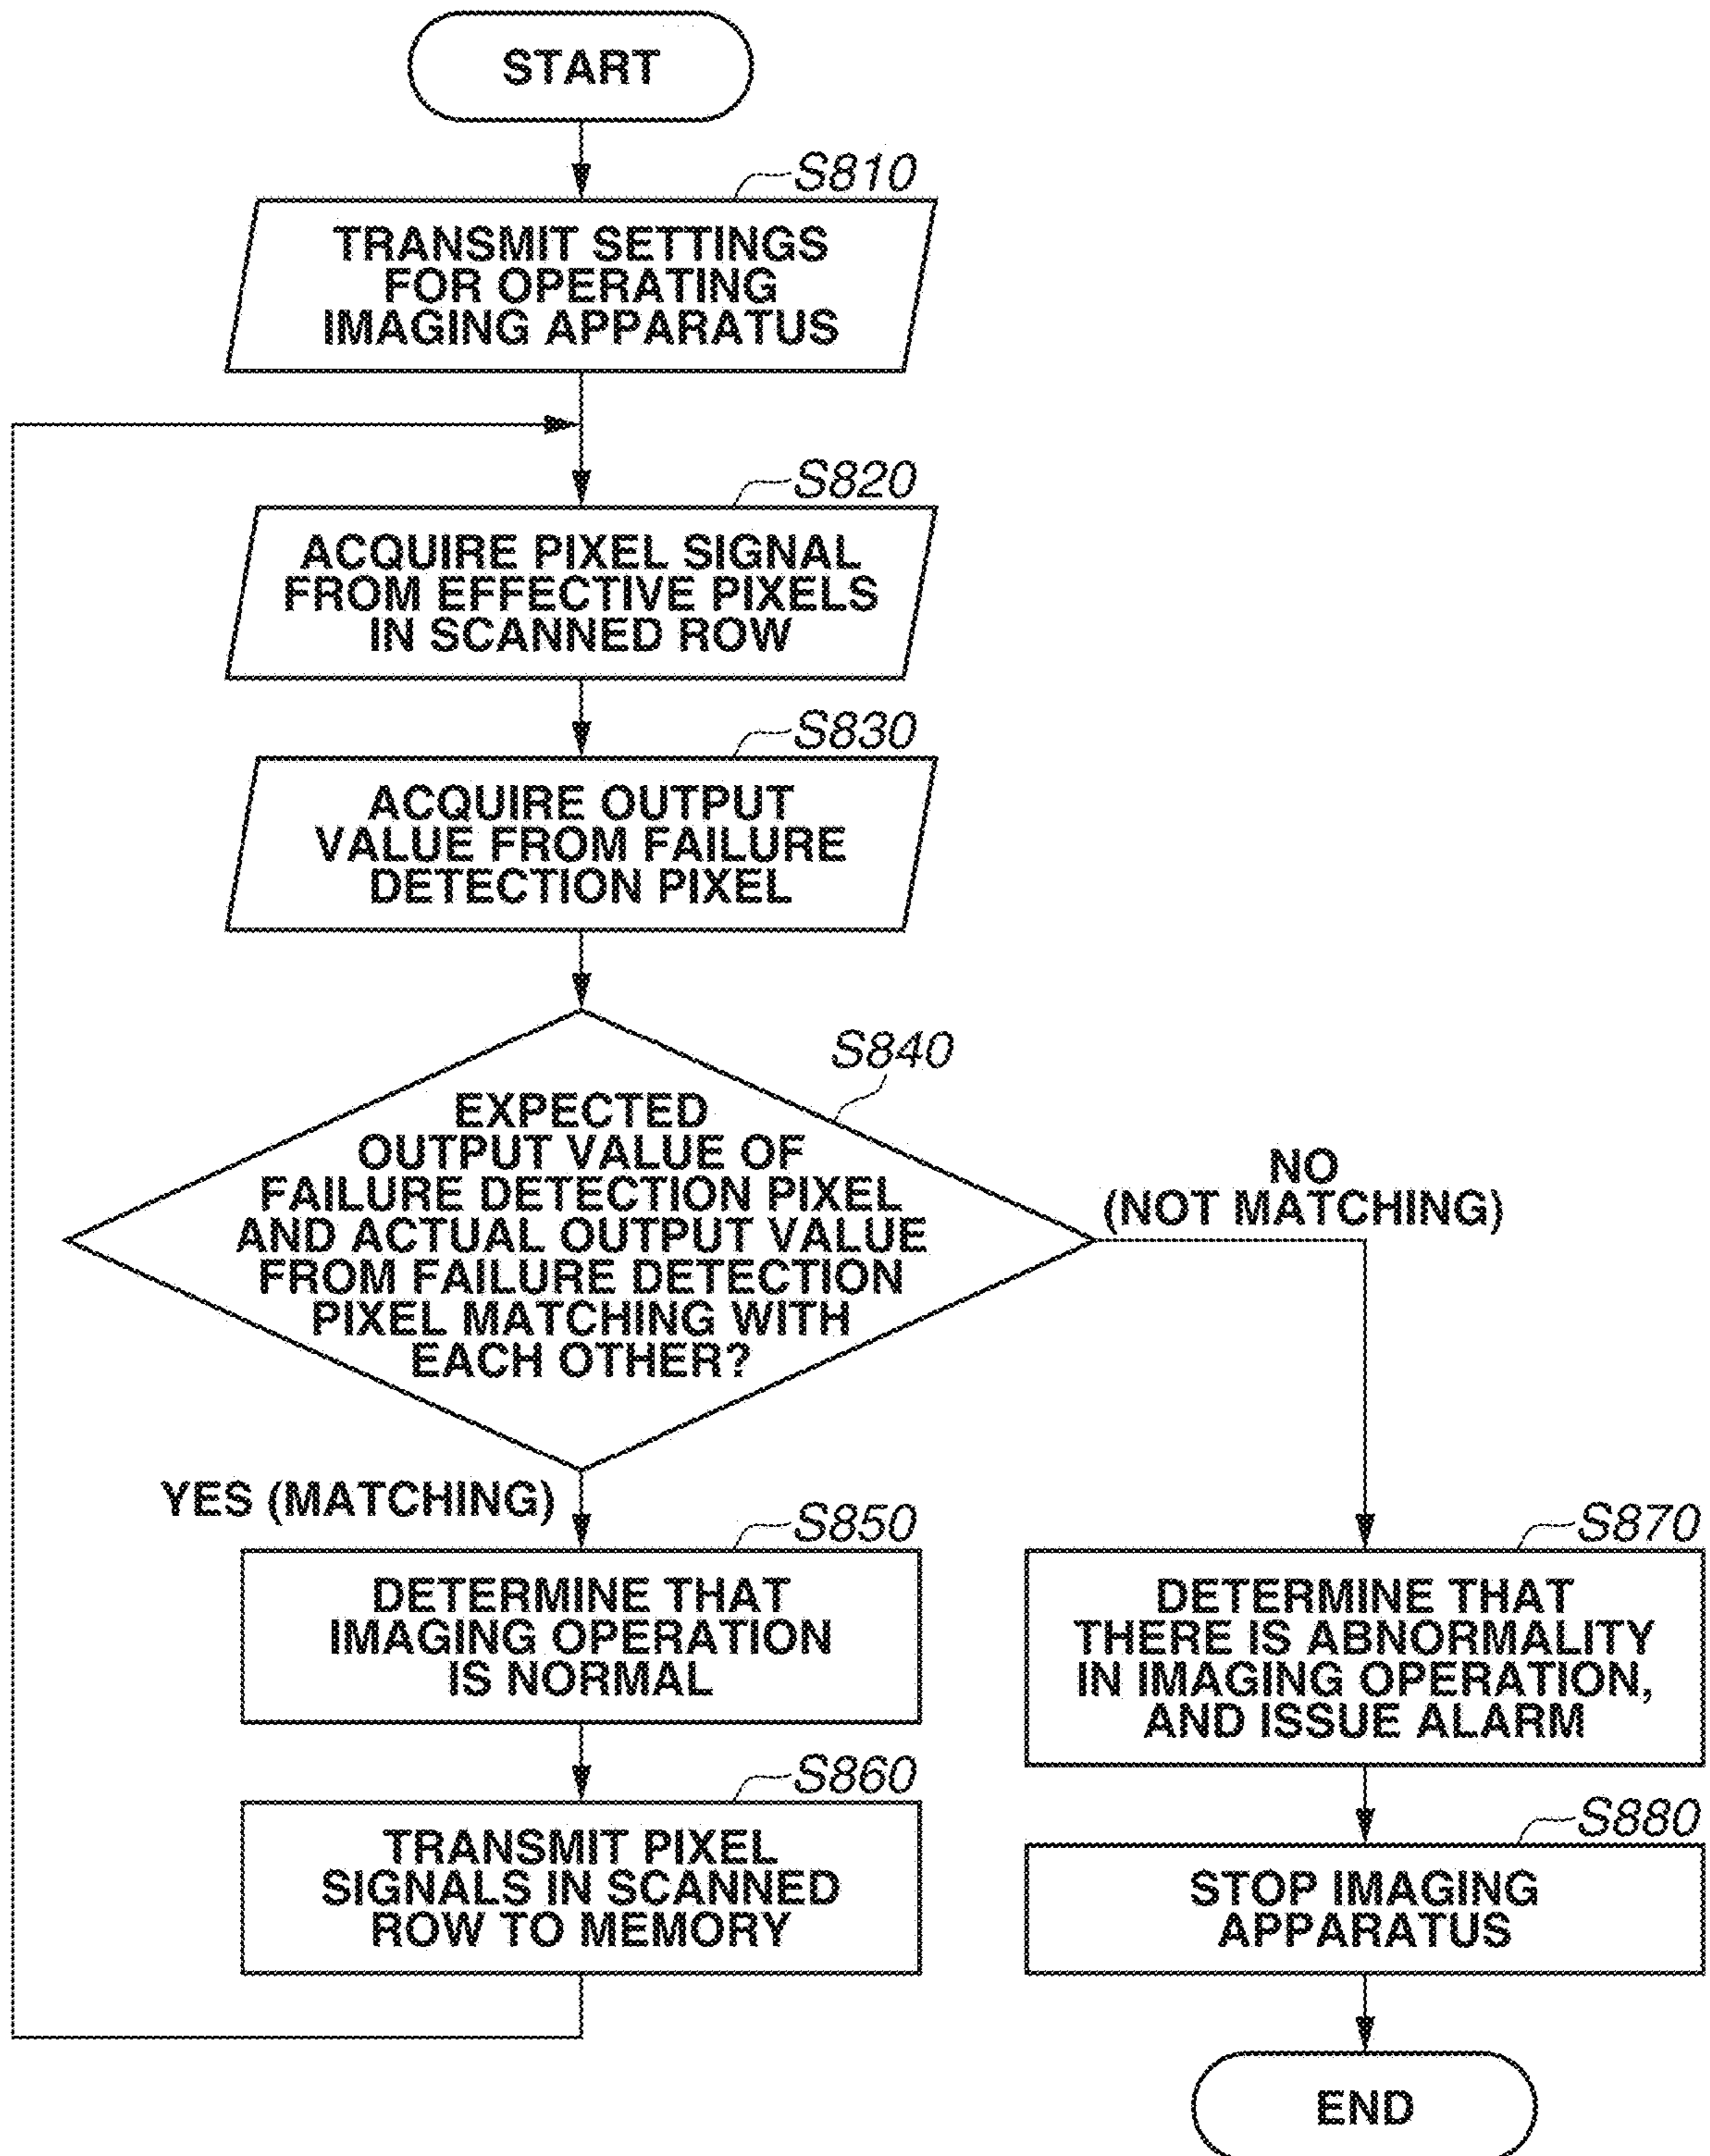 START
S810
TRANSMIT SETTINGS
FOR OPERATING
IMAGING APPARATUS
S820
ACQUIRE PIXEL SIGNAL
FROM EFFECTIVE PIXELS
IN SCANNED ROW
S830
ACQUIRE OUTPUT
VALUE FROM FAILURE
DETECTION PIXEL
S840
EXPECTED
OUTPUT VALUE OF
FAILURE DETECTION PIXEL
AND ACTUAL OUTPUT VALUE
FROM FAILURE DETECTION
PIXEL MATCHING WITH
EACH OTHER?
NO
(NOT MATCHING)
YES (MATCHING)
S850
DETERMINE THAT
IMAGING OPERATION
IS NORMAL
S860
TRANSMIT PIXEL
SIGNALS IN SCANNED
ROW TO MEMORY
S870
DETERMINE THAT
THERE IS ABNORMALITY
IN IMAGING OPERATION,
AND ISSUE ALARM
S880
STOP IMAGING
APPARATUS
END